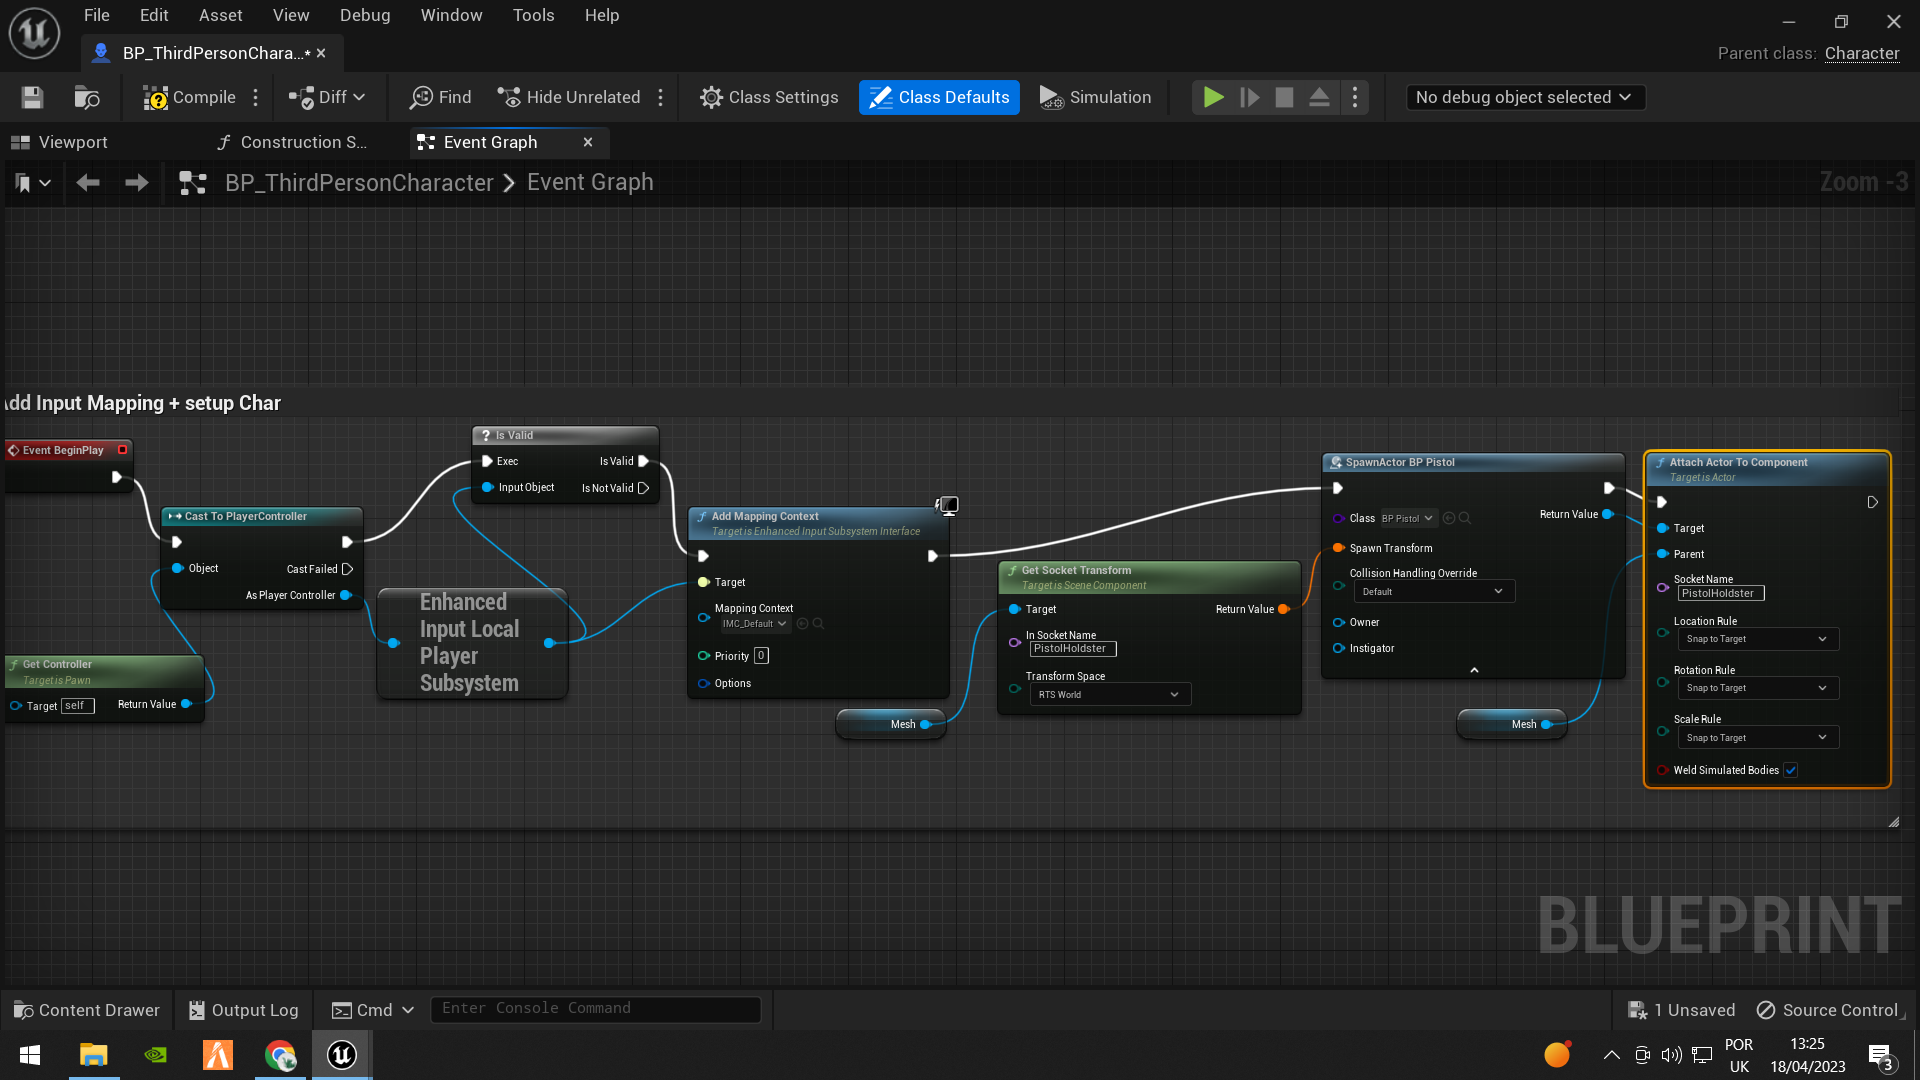 File Edit Asset View Debug Window Tools Help
BP_ThirdPersonChara...*
Parent class: Character
Compile Diff Find Hide Unrelated Class Settings Class Defaults Simulation No debug object selected
Viewport Construction S... Event Graph
BP_ThirdPersonCharacter > Event Graph
Zoom -3
Add Input Mapping + setup Char
Event BeginPlay
Cast To PlayerController
Object
Cast Failed
As Player Controller
Get Controller
Target is Pawn
Target self
Return Value
? Is Valid
Exec
Is Valid
Input Object
Is Not Valid
Enhanced
Input Local
Player
Subsystem
Add Mapping Context
Target is Enhanced Input Subsystem Interface
Target
Mapping Context
IMC_Default
Priority 0
Options
Mesh
Get Socket Transform
Target is Scene Component
Target
Return Value
In Socket Name
PistolHoldster
Transform Space
RTS World
SpawnActor BP Pistol
Class BP Pistol
Return Value
Spawn Transform
Collision Handling Override
Default
Owner
Instigator
Mesh
Attach Actor To Component
Target is Actor
Target
Parent
Socket Name
PistolHoldster
Location Rule
Snap to Target
Rotation Rule
Snap to Target
Scale Rule
Snap to Target
Weld Simulated Bodies
BLUEPRINT
Content Drawer Output Log Cmd Enter Console Command 1 Unsaved Source Control
POR
UK
13:25
18/04/2023
3